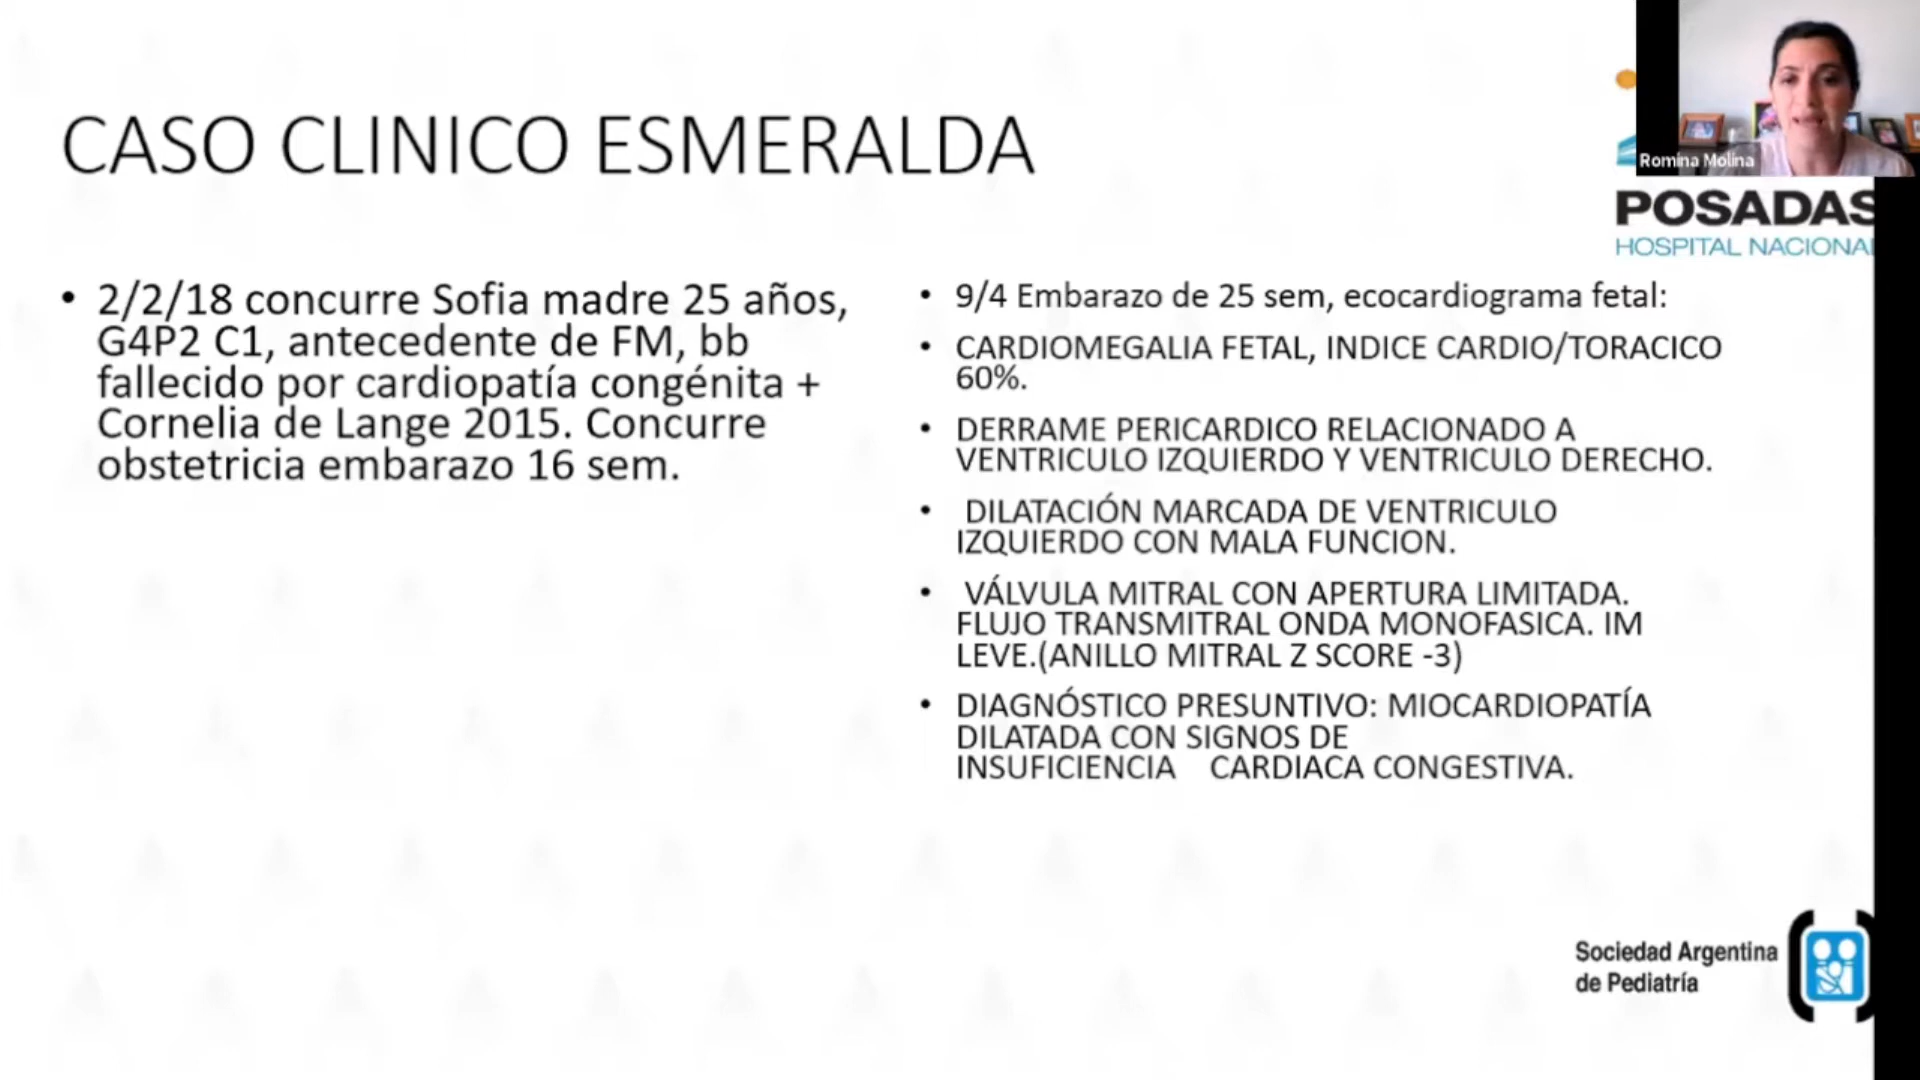 CASO CLINICO ESMERALDA
Romina Molina
POSADAS
HOSPITAL NACIONAL
• 2/2/18 concurre Sofia madre 25 años,
G4P2 C1, antecedente de FM, bb
fallecido por cardiopatía congénita +
Cornelia de Lange 2015. Concurre
obstetricia embarazo 16 sem.
• 9/4 Embarazo de 25 sem, ecocardiograma fetal:
• CARDIOMEGALIA FETAL, INDICE CARDIO/TORACICO
60%.
• DERRAME PERICARDICO RELACIONADO A
VENTRICULO IZQUIERDO Y VENTRICULO DERECHO.
• DILATACIÓN MARCADA DE VENTRICULO
IZQUIERDO CON MALA FUNCION.
• VÁLVULA MITRAL CON APERTURA LIMITADA.
FLUJO TRANSMITRAL ONDA MONOFASICA. IM
LEVE.(ANILLO MITRAL Z SCORE -3)
• DIAGNÓSTICO PRESUNTIVO: MIOCARDIOPATÍA
DILATADA CON SIGNOS DE
INSUFICIENCIA CARDIACA CONGESTIVA.
Sociedad Argentina
de Pediatría